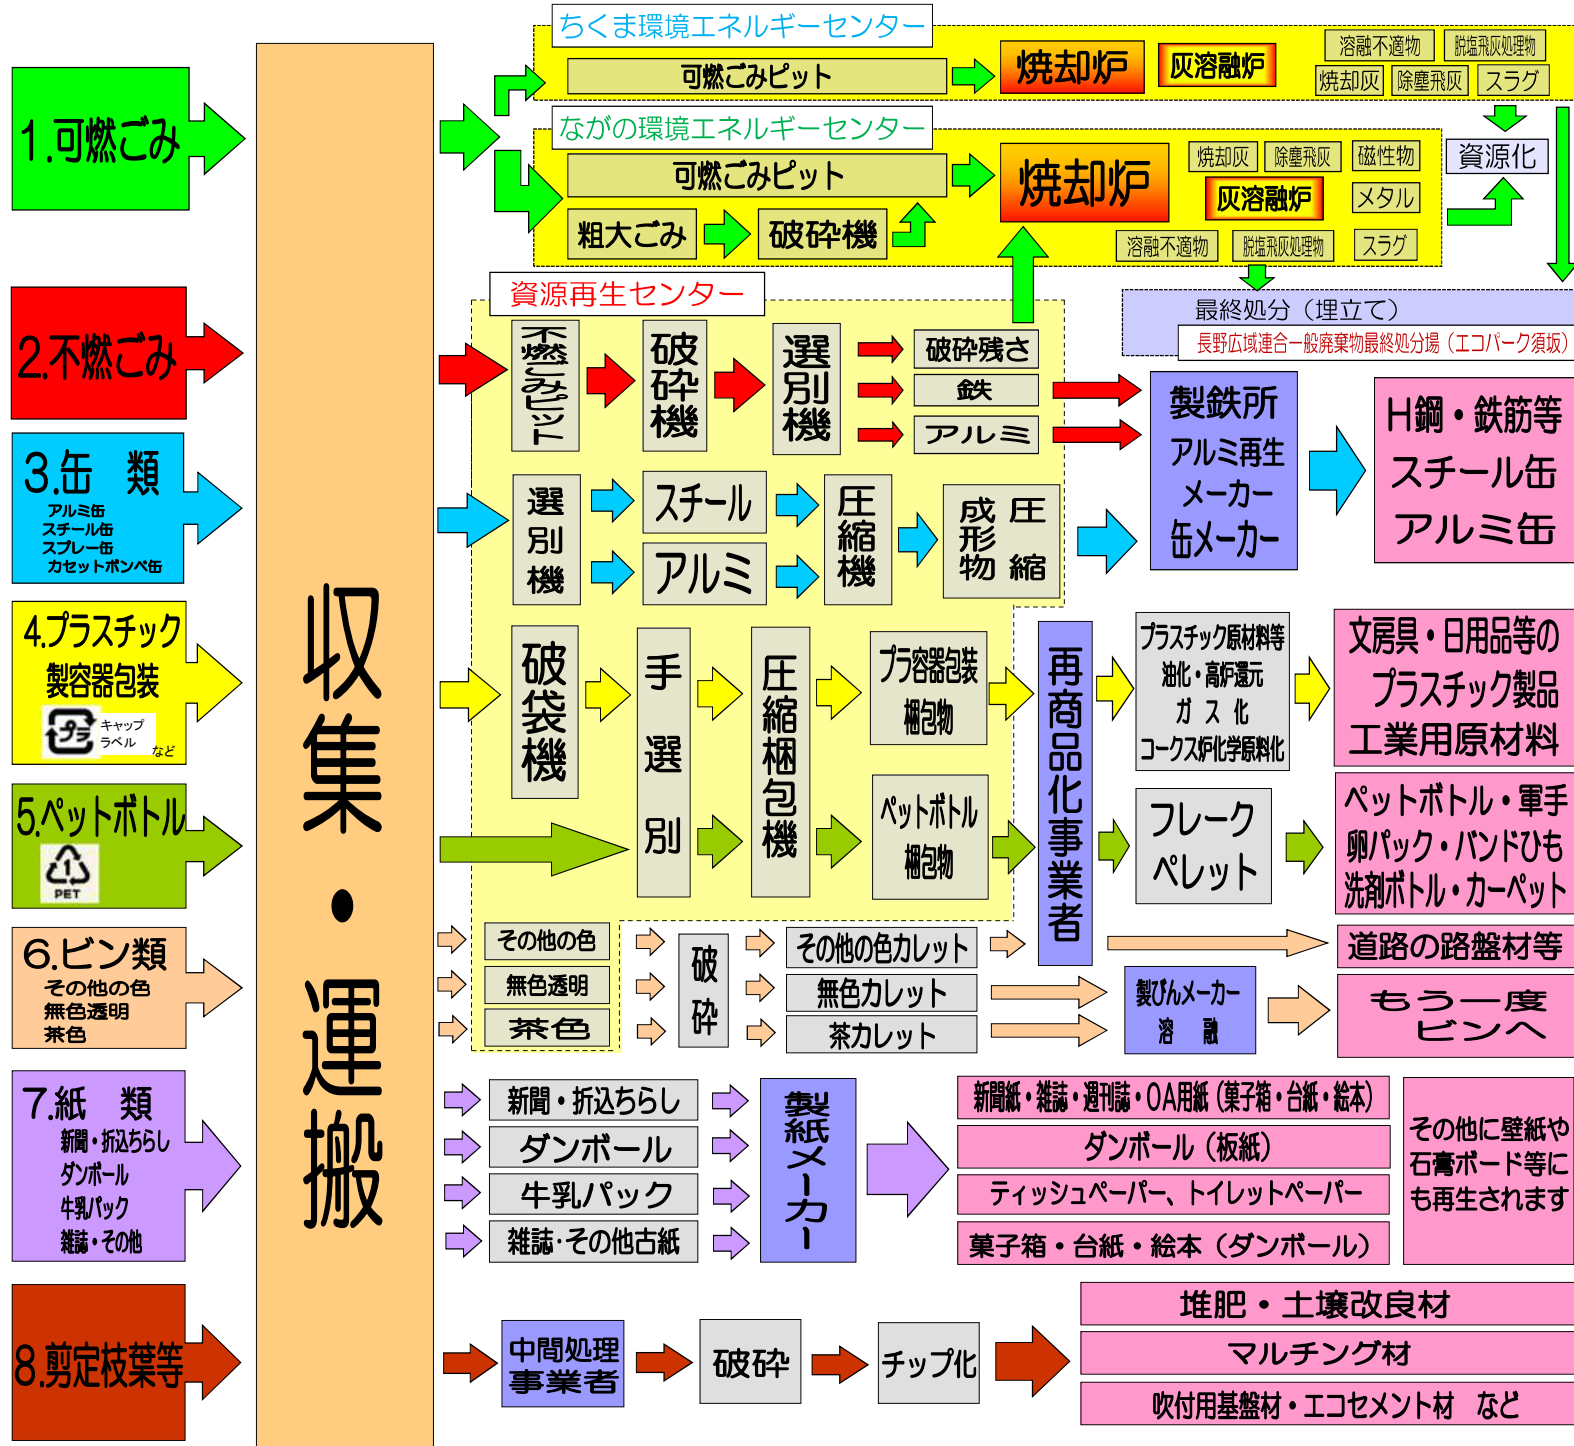 1.可燃ごみ
2.不燃ごみ
3.缶　類
アルミ缶
スチール缶
スプレー缶
カセットボンベ缶
4.プラスチック
製容器包装
プラ
キャップ
ラベル
など
5.ペットボトル
1
PET
6.ビン類
その他の色
無色透明
茶色
7.紙　類
新聞・折込ちらし
ダンボール
牛乳パック
雑誌・その他
8.剪定枝葉等
収集・運搬
ちくま環境エネルギーセンター
可燃ごみピット
焼却炉
灰溶融炉
溶融不適物
脱塩飛灰処理物
焼却灰
除塵飛灰
スラグ
ながの環境エネルギーセンター
可燃ごみピット
粗大ごみ
破砕機
焼却炉
焼却灰
除塵飛灰
磁性物
灰溶融炉
メタル
溶融不適物
脱塩飛灰処理物
スラグ
資源化
最終処分（埋立て）
長野広域連合一般廃棄物最終処分場（エコパーク須坂）
資源再生センター
不燃ごみピット
破砕機
選別機
破砕残さ
鉄
アルミ
選別機
スチール
アルミ
圧縮機
圧縮
成形物
製鉄所
アルミ再生
メーカー
缶メーカー
H鋼・鉄筋等
スチール缶
アルミ缶
破袋機
手選別
圧縮梱包機
プラ容器包装
梱包物
ペットボトル
梱包物
再商品化事業者
プラスチック原材料等
油化・高炉還元
ガ ス 化
コークス炉化学原料化
文房具・日用品等の
プラスチック製品
工業用原材料
フレーク
ペレット
ペットボトル・軍手
卵パック・バンドひも
洗剤ボトル・カーペット
その他の色
無色透明
茶色
破砕
その他の色カレット
無色カレット
茶カレット
道路の路盤材等
製びんメーカー
溶　融
もう一度
ビンへ
新聞・折込ちらし
ダンボール
牛乳パック
雑誌・その他古紙
製紙メーカー
新聞紙・雑誌・週刊誌・OA用紙（菓子箱・台紙・絵本）
ダンボール（板紙）
ティッシュペーパー、トイレットペーパー
菓子箱・台紙・絵本（ダンボール）
その他に壁紙や
石膏ボード等に
も再生されます
中間処理
事業者
破砕
チップ化
堆肥・土壌改良材
マルチング材
吹付用基盤材・エコセメント材　など